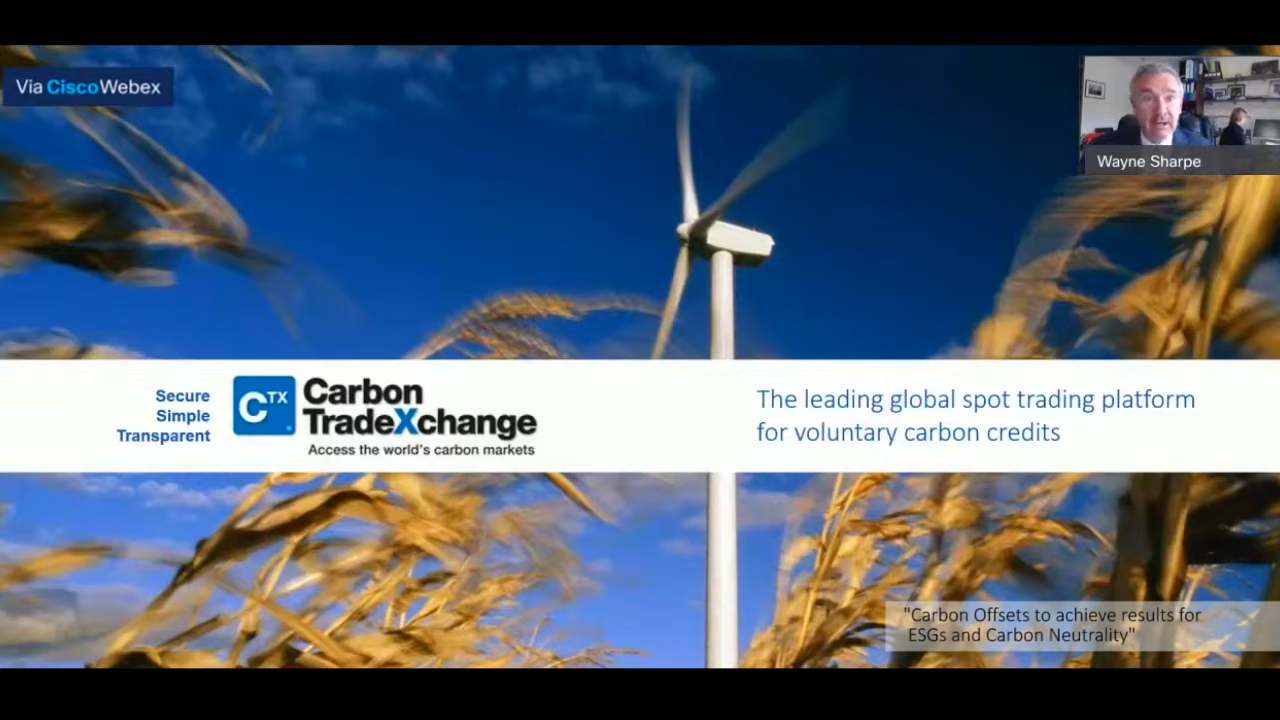 Via CiscoWebex
Wayne Sharpe
Secure
Simple
Transparent
CTX
Carbon
TradeXchange
Access the world's carbon markets
The leading global spot trading platform
for voluntary carbon credits
"Carbon Offsets to achieve results for
ESGs and Carbon Neutrality"